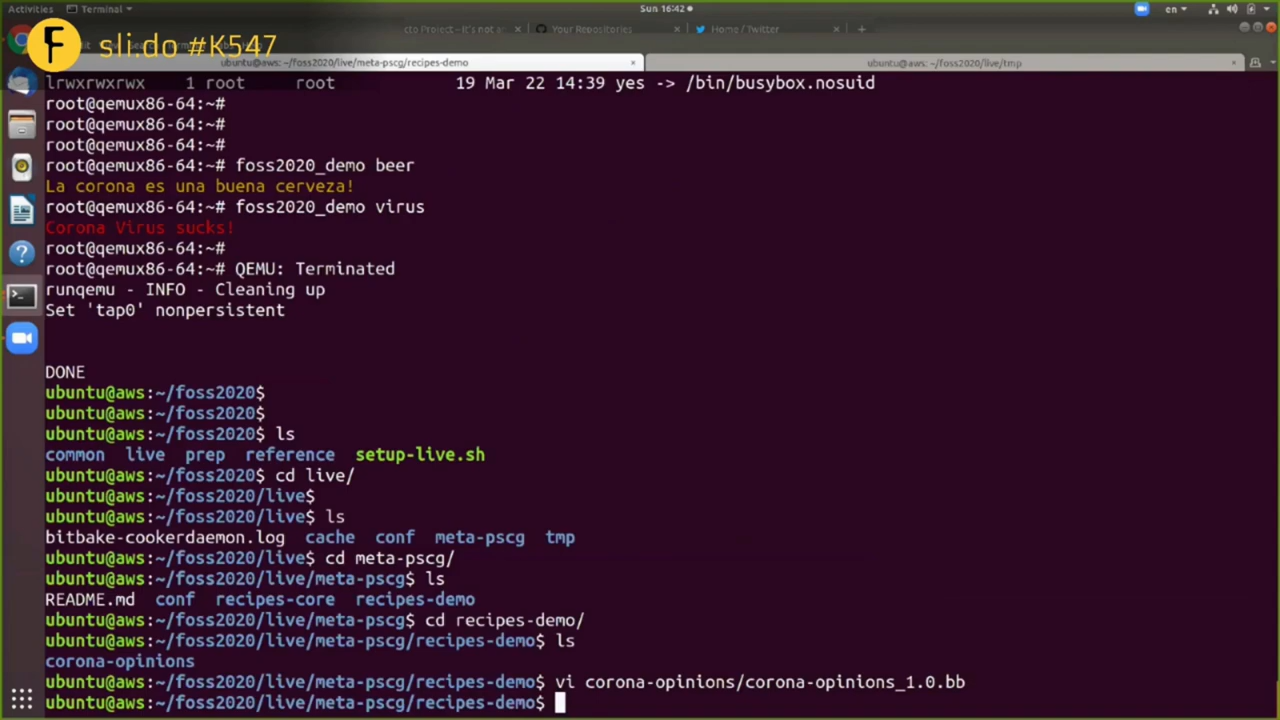 Activities Terminal Sun 16:42 en
sli.do #K547
cto Project – It's not a Your Repositories Home / Twitter
ubuntu@aws: ~/foss2020/live/meta-pscg/recipes-demo ubuntu@aws: ~/foss2020/live/tmp
lrwxrwxrwx 1 root root 19 Mar 22 14:39 yes -> /bin/busybox.nosuid
root@qemux86-64:~#
root@qemux86-64:~#
root@qemux86-64:~#
root@qemux86-64:~# foss2020_demo beer
La corona es una buena cerveza!
root@qemux86-64:~# foss2020_demo virus
Corona Virus sucks!
root@qemux86-64:~#
root@qemux86-64:~# QEMU: Terminated
runqemu - INFO - Cleaning up
Set 'tap0' nonpersistent
DONE
ubuntu@aws:~/foss2020$
ubuntu@aws:~/foss2020$
ubuntu@aws:~/foss2020$ ls
common live prep reference setup-live.sh
ubuntu@aws:~/foss2020$ cd live/
ubuntu@aws:~/foss2020/live$
ubuntu@aws:~/foss2020/live$ ls
bitbake-cookerdaemon.log cache conf meta-pscg tmp
ubuntu@aws:~/foss2020/live$ cd meta-pscg/
ubuntu@aws:~/foss2020/live/meta-pscg$ ls
README.md conf recipes-core recipes-demo
ubuntu@aws:~/foss2020/live/meta-pscg$ cd recipes-demo/
ubuntu@aws:~/foss2020/live/meta-pscg/recipes-demo$ ls
corona-opinions
ubuntu@aws:~/foss2020/live/meta-pscg/recipes-demo$ vi corona-opinions/corona-opinions_1.0.bb
ubuntu@aws:~/foss2020/live/meta-pscg/recipes-demo$